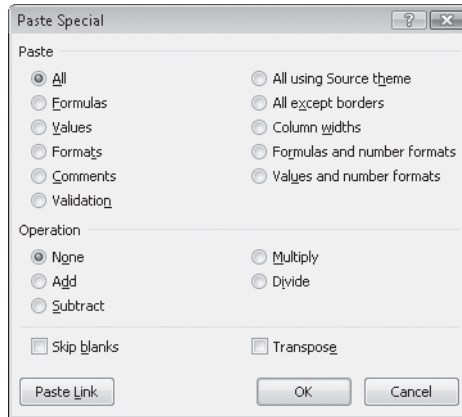 Paste Special
Paste
All
All using Source theme
Formulas
All except borders
Values
Column widths
Formats
Formulas and number formats
Comments
Values and number formats
Validation
Operation
None
Multiply
Add
Divide
Subtract
Skip blanks
Transpose
Paste Link
OK
Cancel